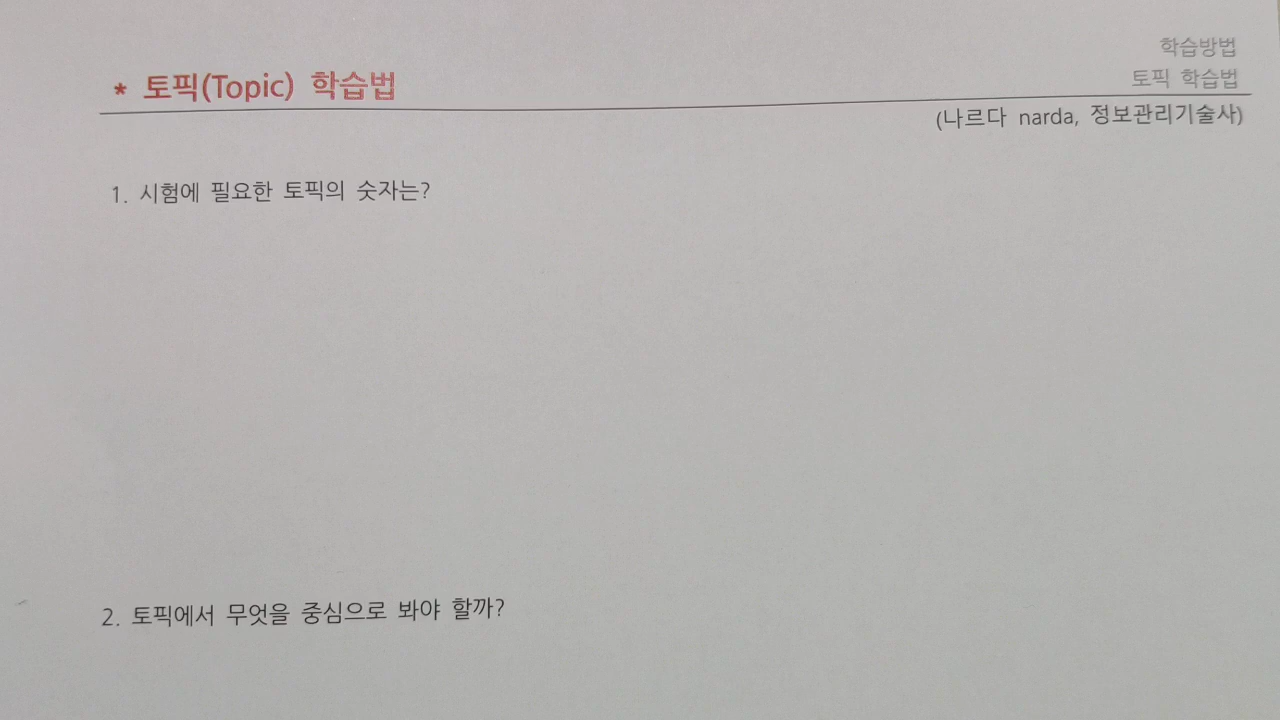 학습방법
토픽 학습법
* 토픽(Topic) 학습법
(나르다 narda, 정보관리기술사)
1. 시험에 필요한 토픽의 숫자는?
2. 토픽에서 무엇을 중심으로 봐야 할까?